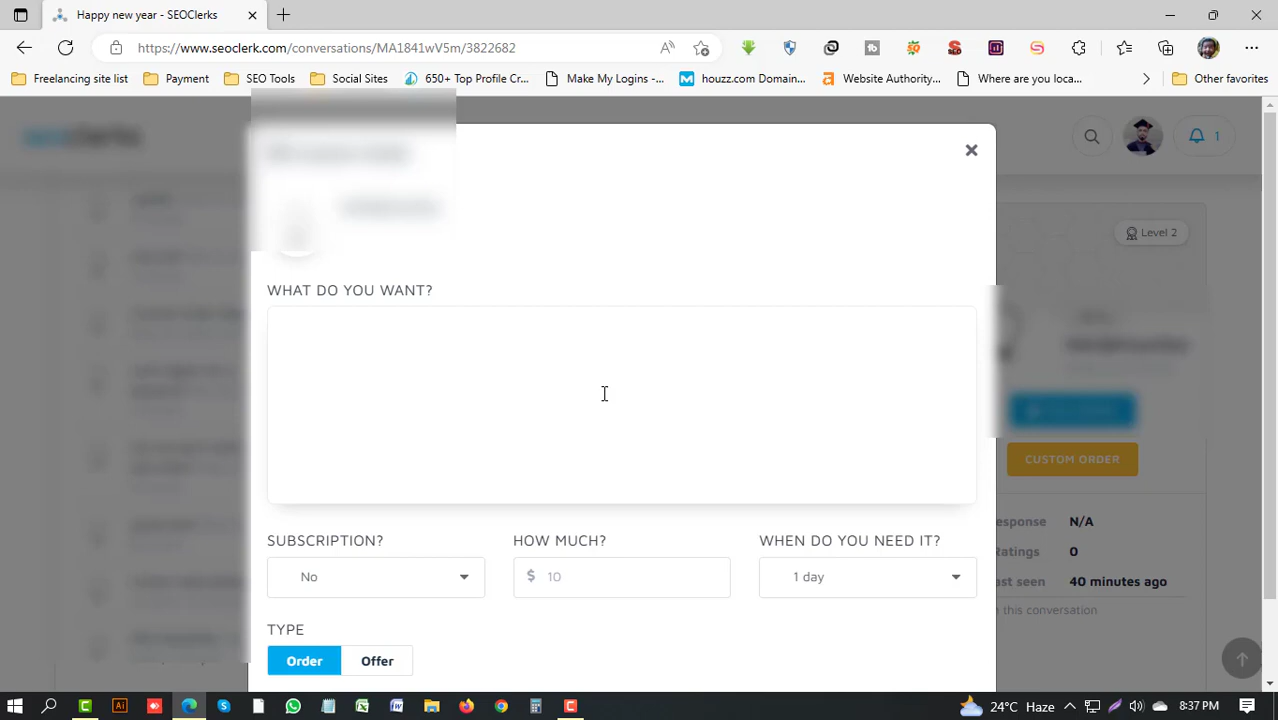 Happy new year - SEOClerks
https://www.seoclerk.com/conversations/MA1841wV5m/3822682
Freelancing site list
Payment
SEO Tools
Social Sites
650+ Top Profile Cr...
Make My Logins -...
houzz.com Domain...
Website Authority...
Where are you loca...
Other favorites
seoclerks
1
Level 2
WHAT DO YOU WANT?
CUSTOM ORDER
esponse N/A
Ratings 0
ast seen 40 minutes ago
n this conversation
SUBSCRIPTION?
HOW MUCH?
WHEN DO YOU NEED IT?
No
$ 10
1 day
TYPE
Order
Offer
24°C Haze
8:37 PM